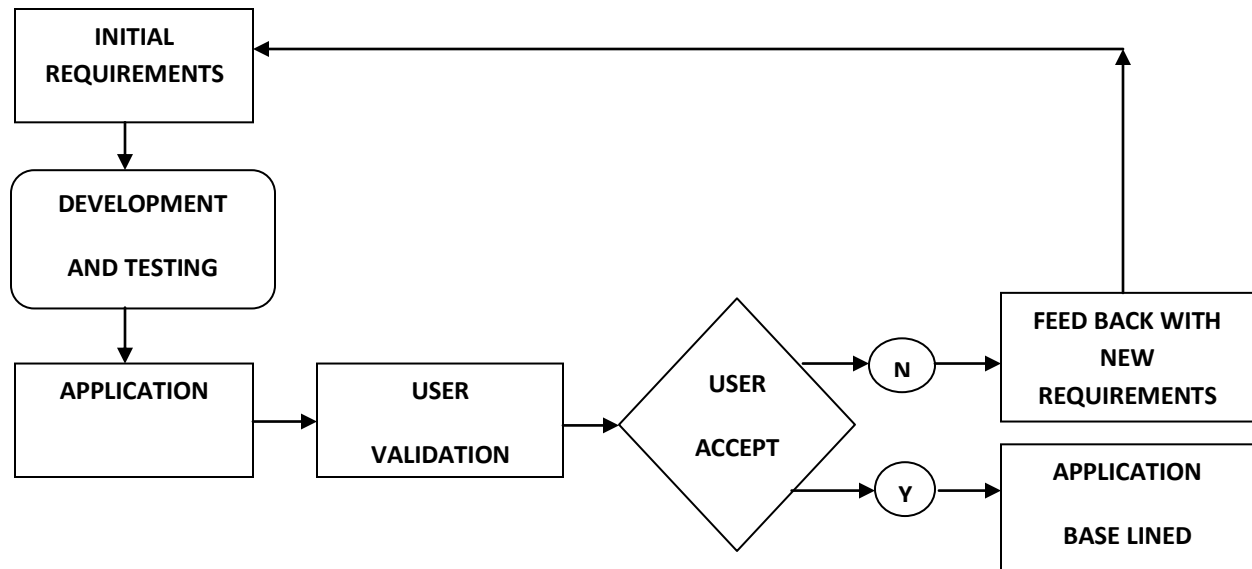 INITIAL
REQUIREMENTS
DEVELOPMENT
AND TESTING
APPLICATION
USER
VALIDATION
USER
ACCEPT
N
Y
FEED BACK WITH
NEW
REQUIREMENTS
APPLICATION
BASE LINED